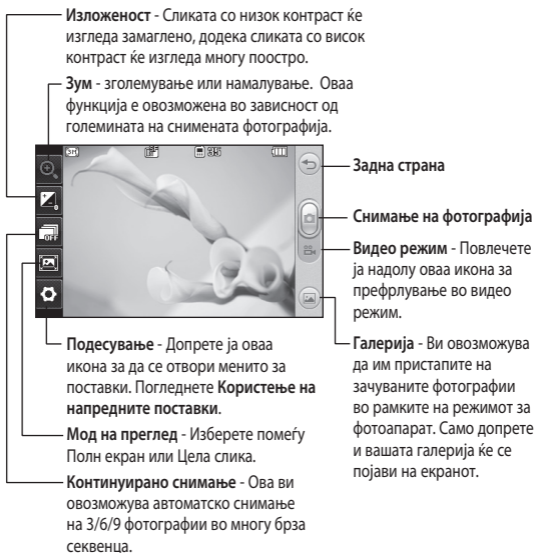 Изложеност - Сликата со низок контраст ќе
изгледа замаглено, додека сликата со висок
контраст ќе изгледа многу поостро.
Зум - зголемување или намалување. Оваа
функција е овозможена во зависност од
големината на снимената фотографија.
3M
OFF
Задна страна
Снимање на фотографија
Видео режим - Повлечете
ја надолу оваа икона за
префрлување во видео
режим.
Галерија - Ви овозможува
да им пристапите на
зачуваните фотографии
во рамките на режимот за
фотоапарат. Само допрете
и вашата галерија ќе се
појави на екранот.
Подесување - Допрете ја оваа
икона за да се отвори менито за
поставки. Погледнете Користење на
напредните поставки.
Мод на преглед - Изберете помеѓу
Полн екран или Цела слика.
Континуирано снимање - Ова ви
овозможува автоматско снимање
на 3/6/9 фотографии во многу брза
секвенца.